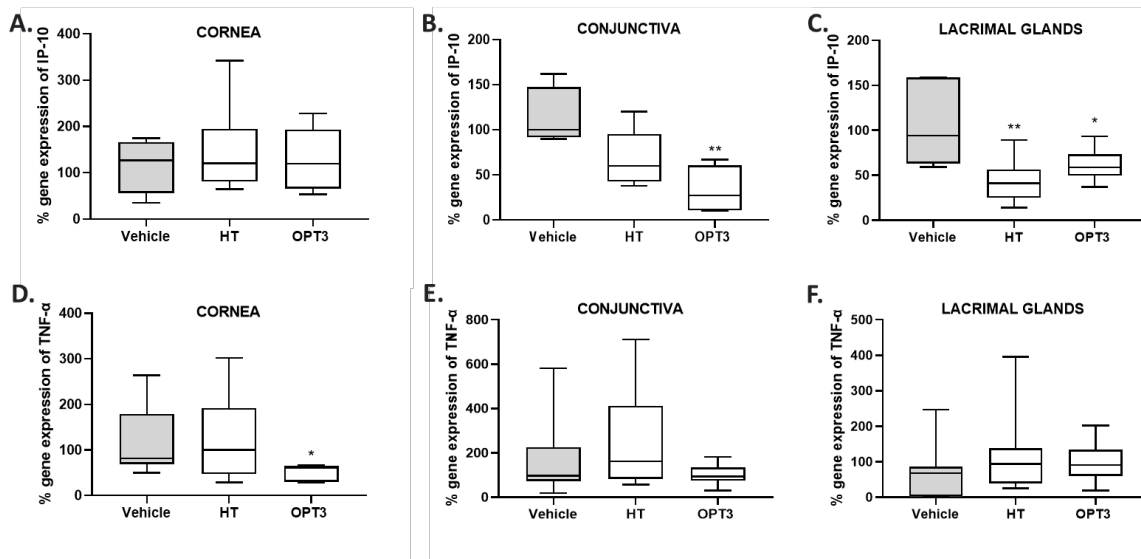 A.
CORNEA
% gene expression of IP-10
400
300
200
100
0
Vehicle HT OPT3
B.
CONJUNCTIVA
% gene expression of IP-10
200
150
100
50
0
**
Vehicle HT OPT3
C.
LACRIMAL GLANDS
% gene expression of IP-10
200
150
100
50
0
** *
Vehicle HT OPT3
D.
CORNEA
% gene expression of TNF-α
400
300
200
100
0
*
Vehicle HT OPT3
E.
CONJUNCTIVA
% gene expression of TNF-α
800
600
400
200
0
Vehicle HT OPT3
F.
LACRIMAL GLANDS
% gene expression of TNF-α
500
400
300
200
100
0
Vehicle HT OPT3